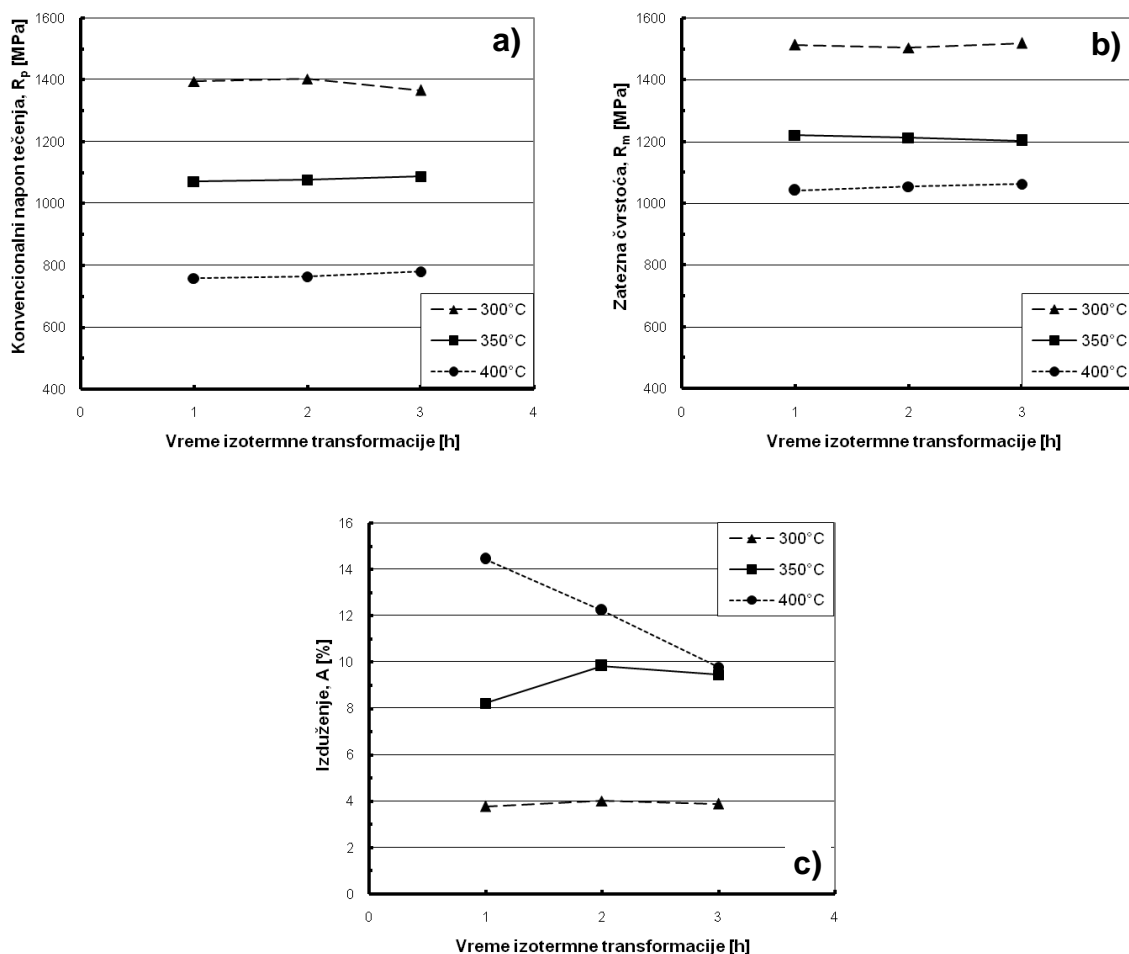 a)
Konvencionalni napon tečenja, Rp [MPa]
1600
1400
1200
1000
800
600
400
0 1 2 3 4
300°C
350°C
400°C
Vreme izotermne transformacije [h]
b)
Zatezna čvrstoća, Rm [MPa]
1600
1400
1200
1000
800
600
400
0 1 2 3
300°C
350°C
400°C
Vreme izotermne transformacije [h]
Izduženje, A [%]
16
14
12
10
8
6
4
2
0
0 1 2 3 4
300°C
350°C
400°C
c)
Vreme izotermne transformacije [h]